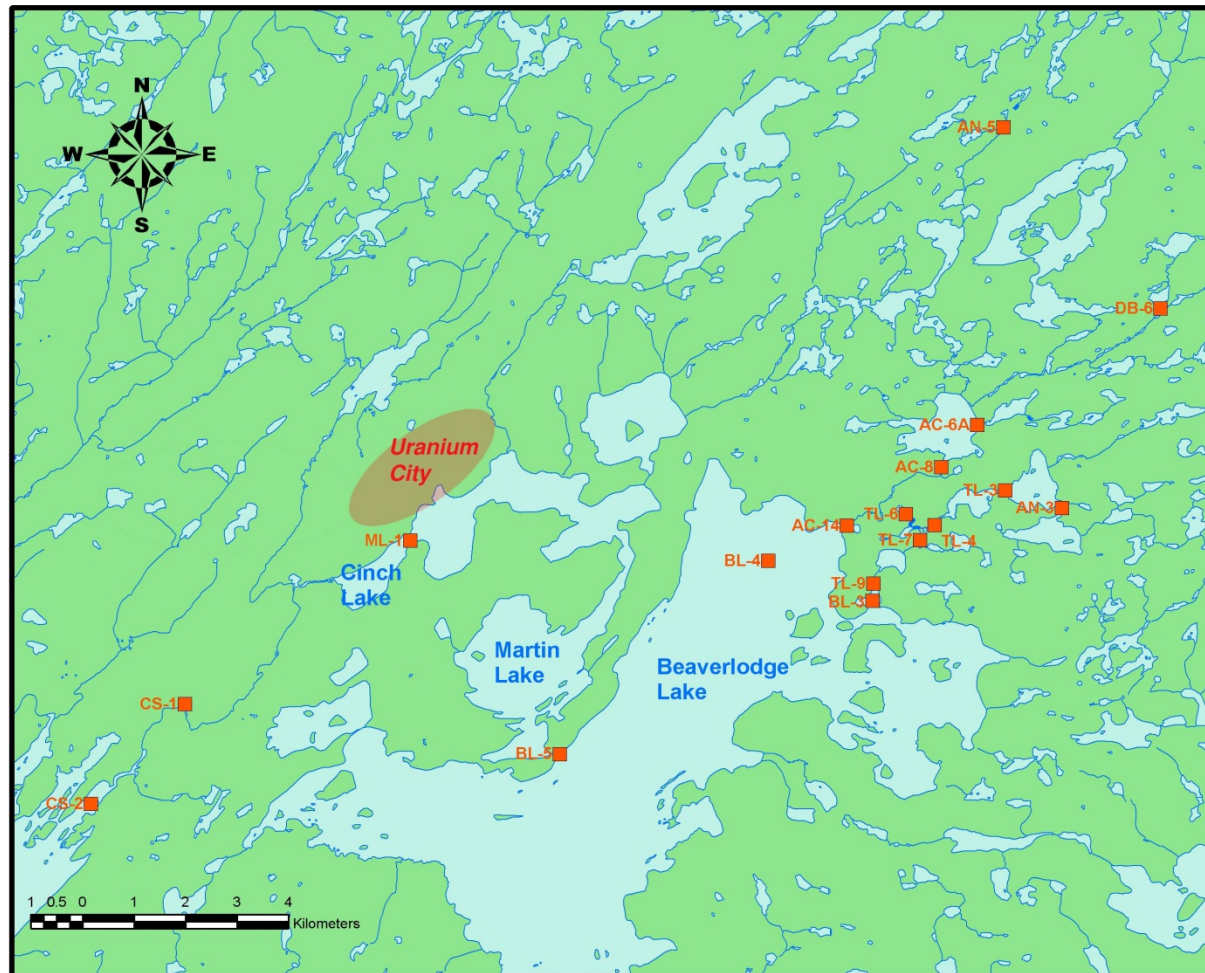 N
W
E
S
AN-5
DB-6
AC-6A
Uranium
City
AC-8
TL-3
AN-3
TL-6
AC-14
ML-1
TL-7
TL-4
BL-4
Cinch
Lake
TL-9
BL-3
Martin
Lake
Beaverlodge
Lake
CS-1
BL-5
CS-2
1 0.5 0 1 2 3 4
Kilometers